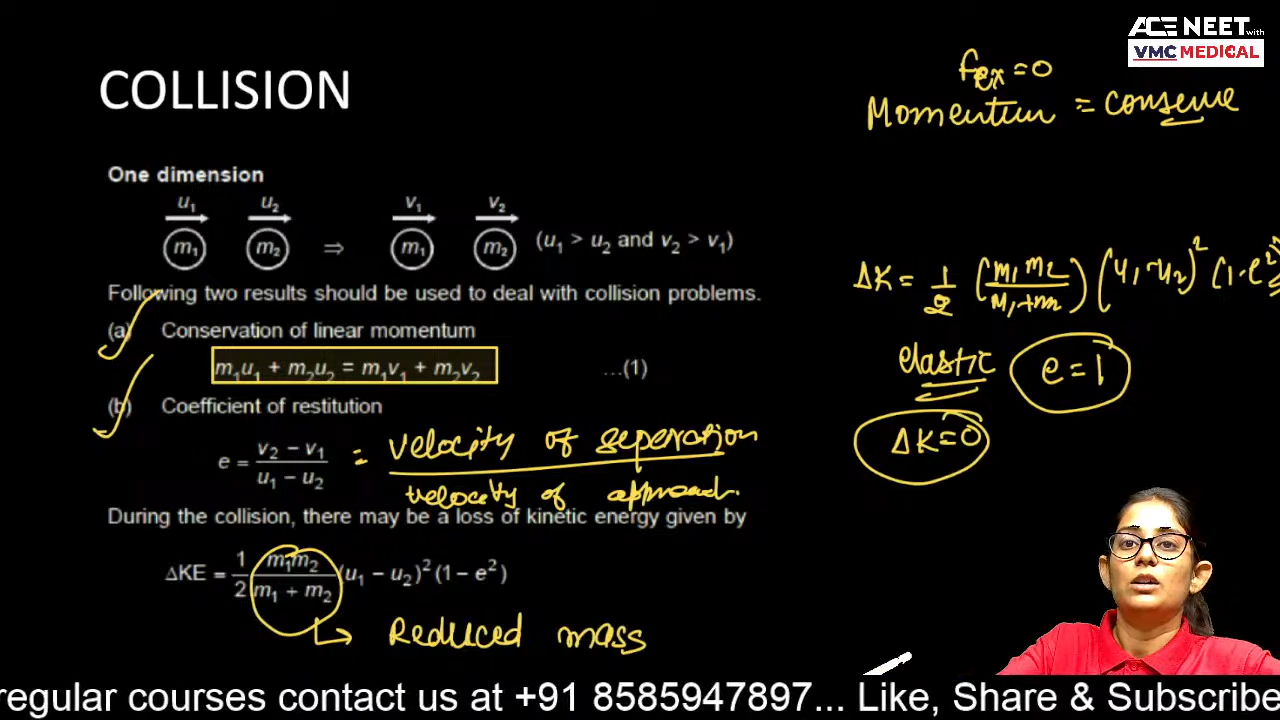 ACE NEET with
VMC MEDICAL
fex = 0
Momentum = conserve
COLLISION
One dimension
u₁ u₂ v₁ v₂
m₁ m₂ ⇒ m₁ m₂ (u₁ > u₂ and v₂ > v₁)
Following two results should be used to deal with collision problems.
(a) Conservation of linear momentum
m₁u₁ + m₂u₂ = m₁v₁ + m₂v₂ ...(1)
(b) Coefficient of restitution
e = (v₂ − v₁)/(u₁ − u₂) = velocity of seperation / velocity of approach.
During the collision, there may be a loss of kinetic energy given by
ΔKE = 1/2 (m₁m₂)/(m₁ + m₂) (u₁ − u₂)² (1 − e²)
Reduced mass
ΔK = 1/2 (m₁m₂/m₁+m) (u₁-u₂)² (1-e²)
elastic e = 1
ΔK = 0
regular courses contact us at +91 8585947897... Like, Share & Subscribe